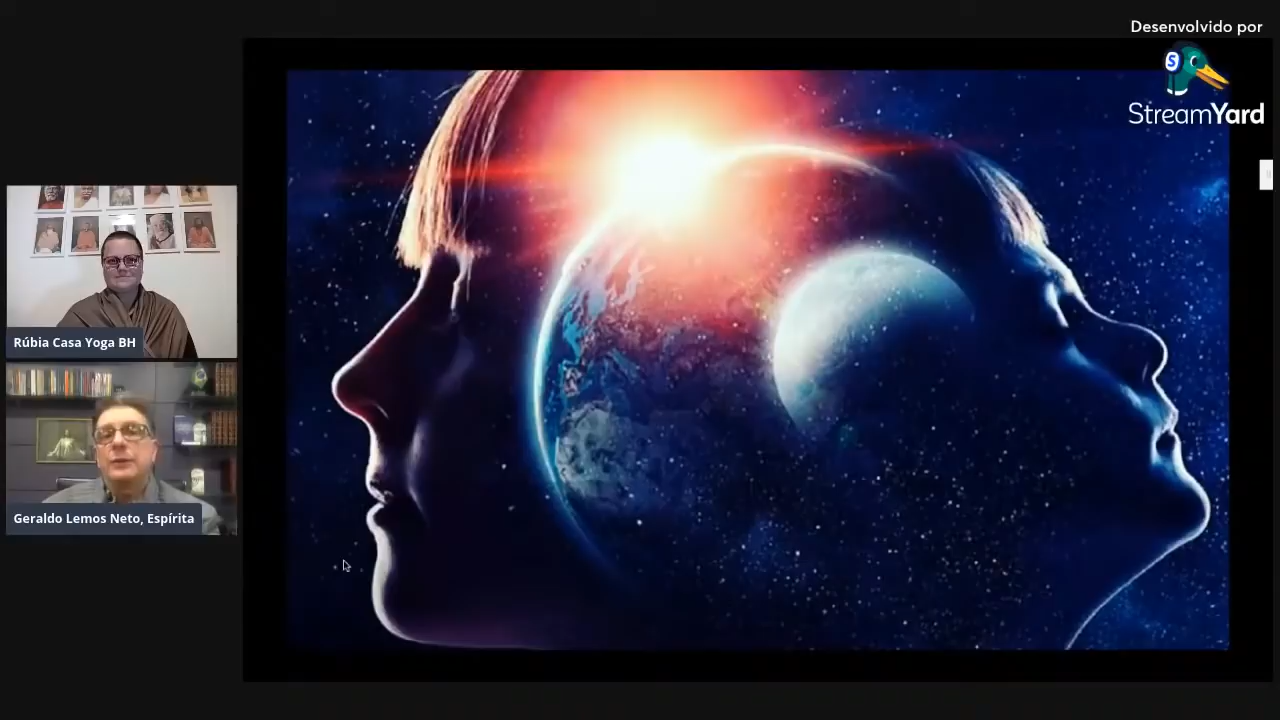 Desenvolvido por
S
StreamYard
Rúbia Casa Yoga BH
Geraldo Lemos Neto, Espírita